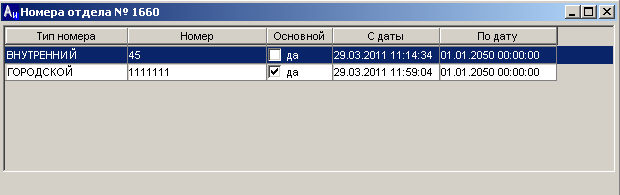 Aи Номера отдела № 1660
Тип номера Номер Основной С даты По дату
ВНУТРЕННИЙ 45 да 29.03.2011 11:14:34 01.01.2050 00:00:00
ГОРОДСКОЙ 1111111 да 29.03.2011 11:59:04 01.01.2050 00:00:00